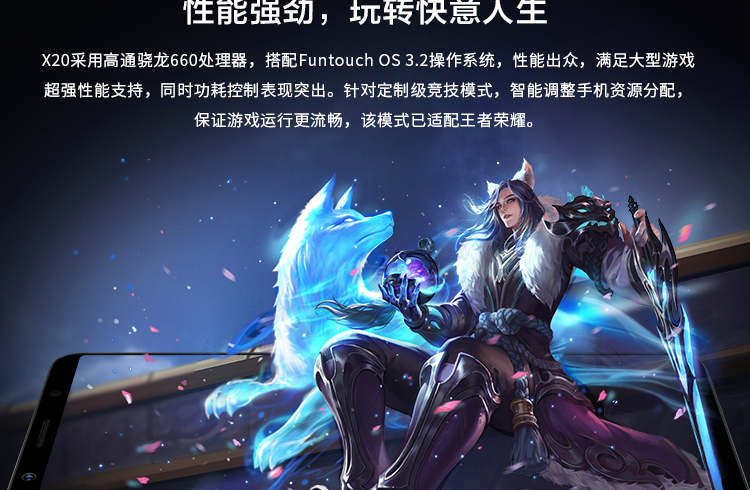 性能强劲，玩转快意人生
X20采用高通骁龙660处理器，搭配Funtouch OS 3.2操作系统，性能出众，满足大型游戏
超强性能支持，同时功耗控制表现突出。针对定制级竞技模式，智能调整手机资源分配，
保证游戏运行更流畅，该模式已适配王者荣耀。